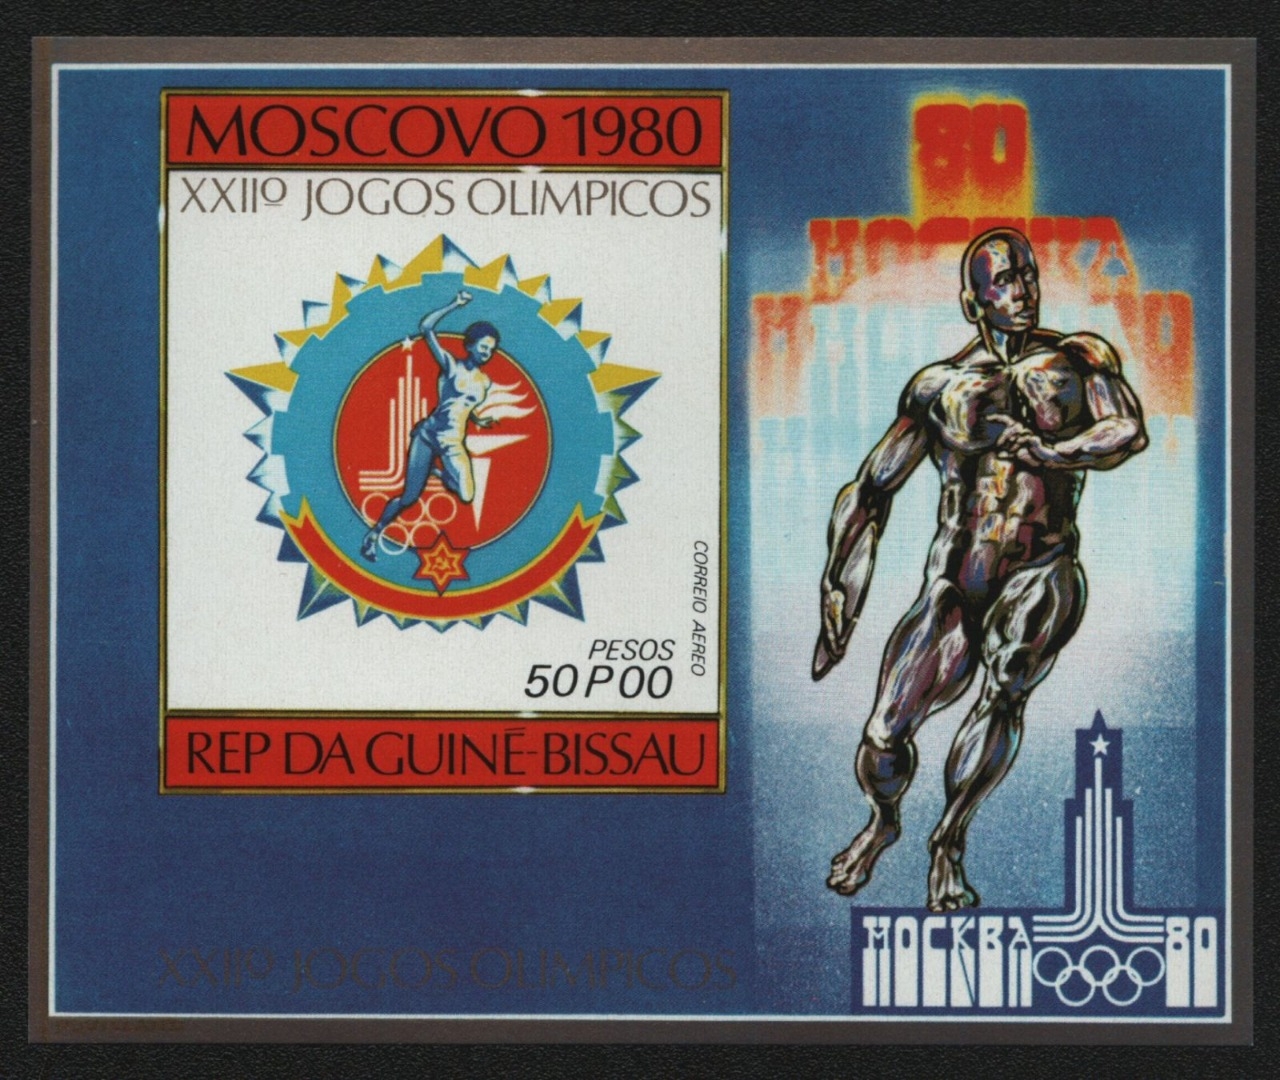 MOSCOVO 1980
XXIIº JOGOS OLIMPICOS
CORREIO AEREO
PESOS
50P00
REP DA GUINÉ-BISSAU
XXIIº JOGOS OLIMPICOS
80
МОСКВА
МОСКВА 80